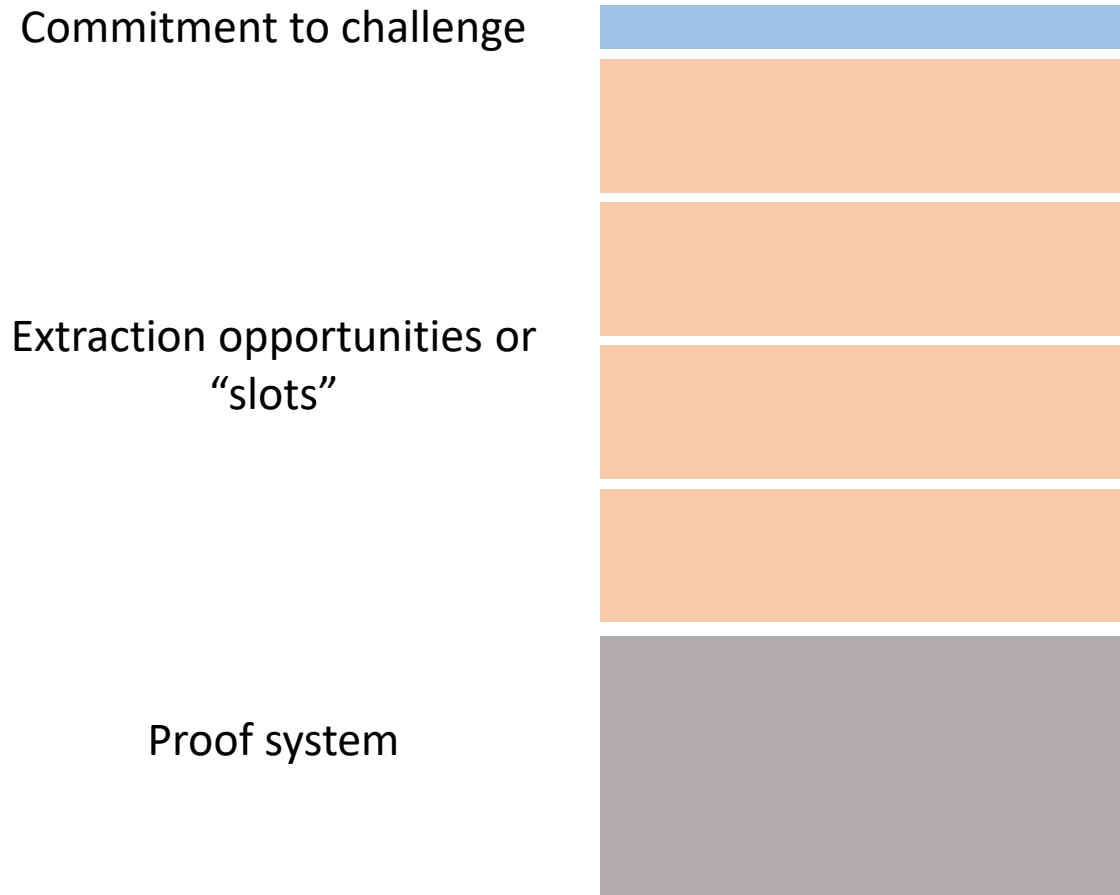 Commitment to challenge
Extraction opportunities or
“slots”
Proof system